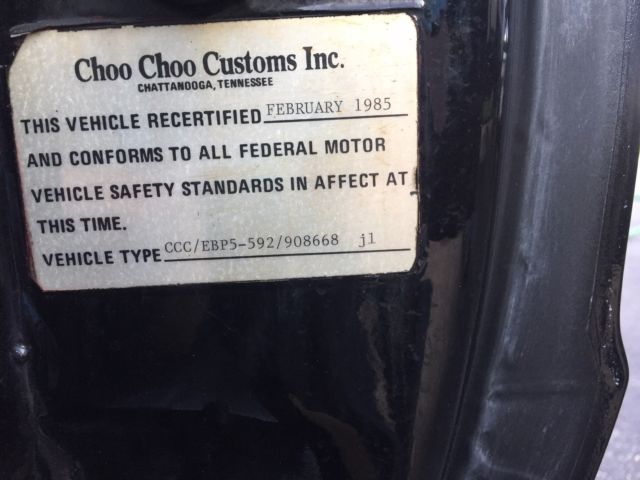 Choo Choo Customs Inc.
CHATTANOOGA, TENNESSEE
THIS VEHICLE RECERTIFIED FEBRUARY 1985
AND CONFORMS TO ALL FEDERAL MOTOR
VEHICLE SAFETY STANDARDS IN AFFECT AT
THIS TIME.
VEHICLE TYPE CCC/EBP5-592/908668 jl